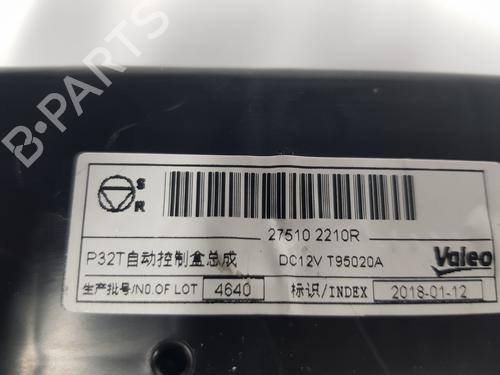 B-PARTS
S
R
27510 2210R
P32T自动控制盒总成 DC12V T95020A Valeo
生产批号/NO.OF LOT 4640 标识/INDEX 2018-01-12